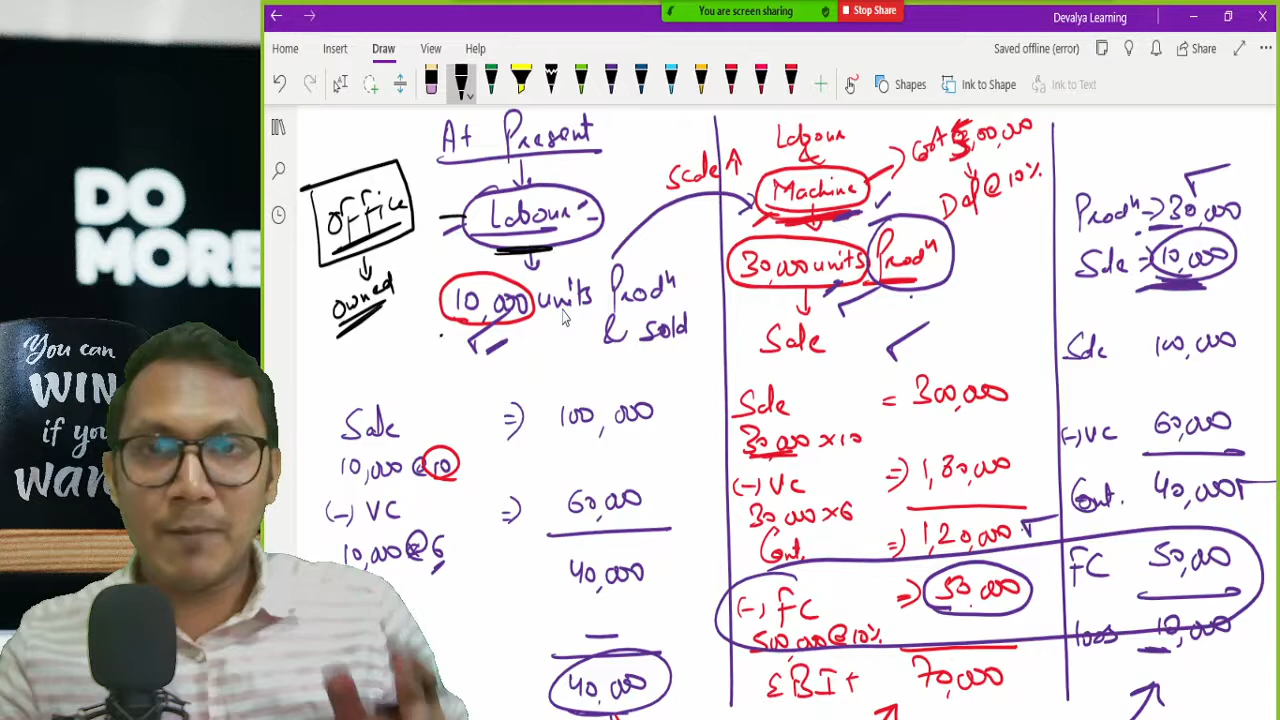 You are screen sharing
Stop Share
Devalya Learning
Home
Insert
Draw
View
Help
Saved offline (error)
Share
Shapes
Ink to Shape
Ink to Text
DO
MORE.
You can
WIN
if you
Want
Office
owned
At Present
Labour
10,000 units Prodⁿ
& sold
Sale => 100,000
10,000 @ 10
(-) VC => 60,000
10,000 @ 6
40,000
40,000
Scale ↑
Labour
&
Machine
Cost 500,000
Dep @ 10%
30,000 units Prodⁿ
Sale
Sale = 300,000
30,000 x 10
(-) VC => 1,80,000
30,000 x 6
Cont. => 1,20,000
(-) FC => 50,000
500,000 @ 10%
EBIT 70,000
Prodⁿ -> 30,000
Sale => 10,000
Sale 100,000
(-) VC 60,000
Cont. 40,000
FC 50,000
loss 10,000